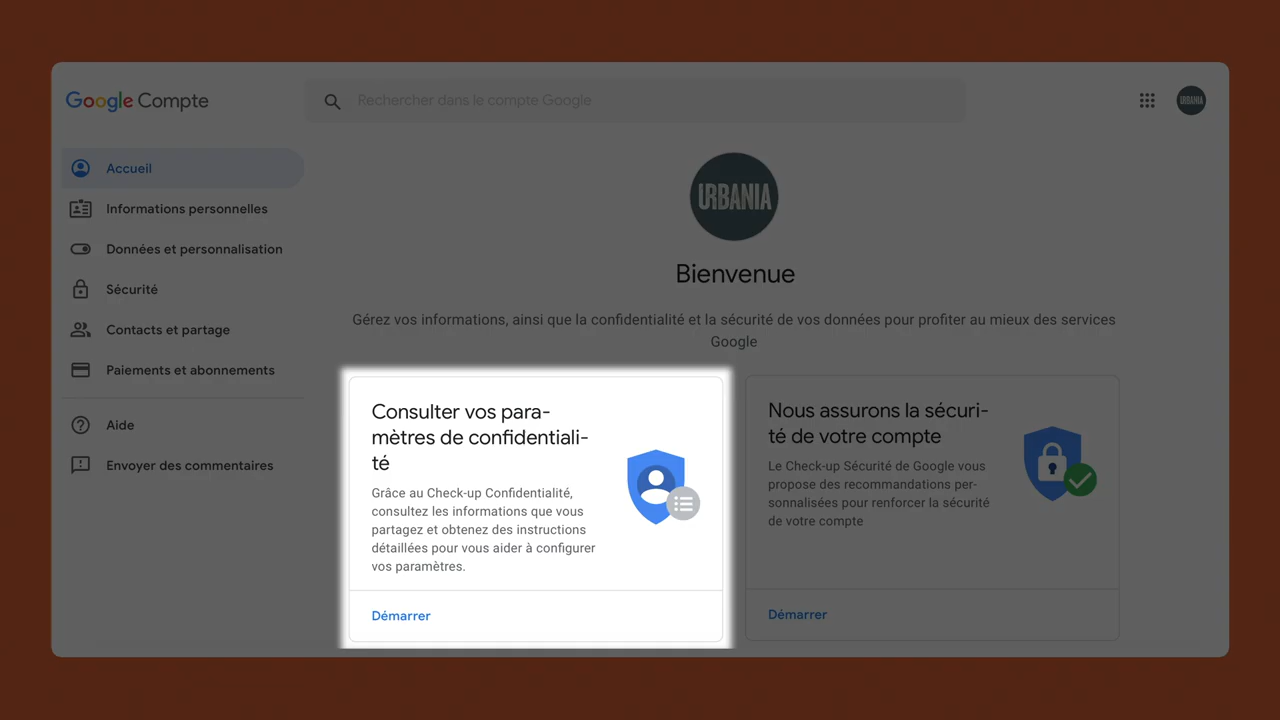 Google Compte
Rechercher dans le compte Google
URBANIA
Accueil
Informations personnelles
Données et personnalisation
Sécurité
Contacts et partage
Paiements et abonnements
Aide
Envoyer des commentaires
URBANIA
Bienvenue
Gérez vos informations, ainsi que la confidentialité et la sécurité de vos données pour profiter au mieux des services
Google
Consulter vos para-
mètres de confidentiali-
té
Grâce au Check-up Confidentialité,
consultez les informations que vous
partagez et obtenez des instructions
détaillées pour vous aider à configurer
vos paramètres.
Démarrer
Nous assurons la sécuri-
té de votre compte
Le Check-up Sécurité de Google vous
propose des recommandations per-
sonnalisées pour renforcer la sécurité
de votre compte
Démarrer